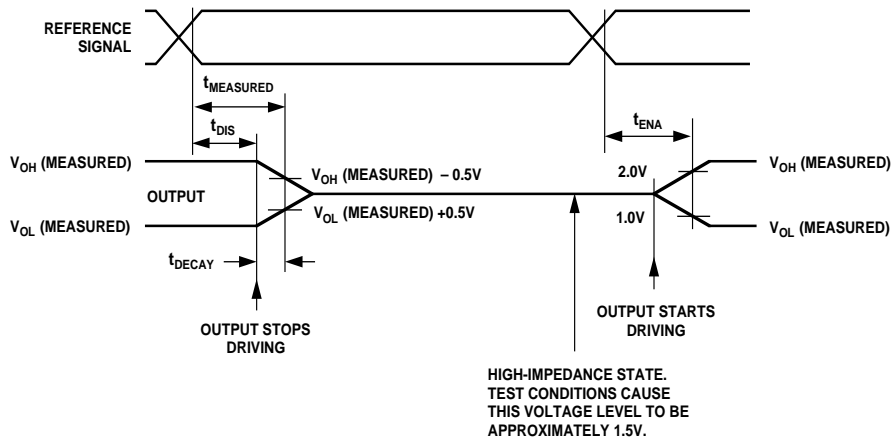 REFERENCE
SIGNAL
tMEASURED
tDIS
tENA
VOH (MEASURED)
VOH (MEASURED) – 0.5V
2.0V
VOH (MEASURED)
OUTPUT
VOL (MEASURED)
VOL (MEASURED) +0.5V
1.0V
VOL (MEASURED)
tDECAY
OUTPUT STOPS
DRIVING
OUTPUT STARTS
DRIVING
HIGH-IMPEDANCE STATE.
TEST CONDITIONS CAUSE
THIS VOLTAGE LEVEL TO BE
APPROXIMATELY 1.5V.